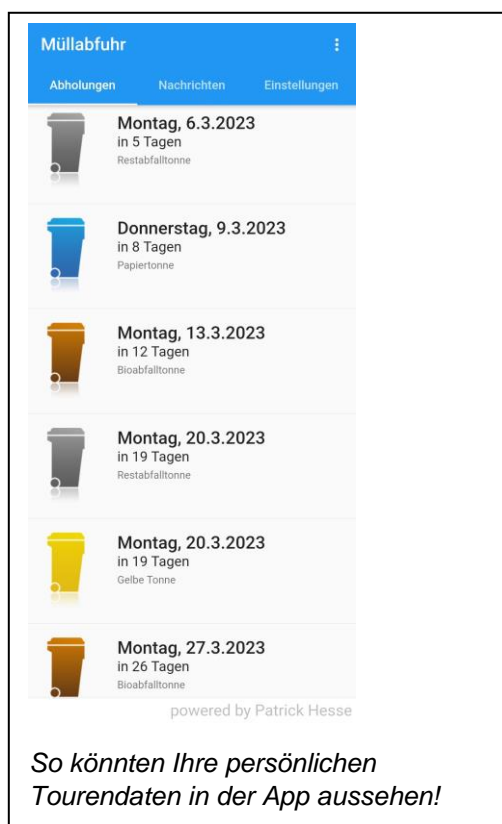 Müllabfuhr
Abholungen Nachrichten Einstellungen
Montag, 6.3.2023
in 5 Tagen
Restabfalltonne
Donnerstag, 9.3.2023
in 8 Tagen
Papiertonne
Montag, 13.3.2023
in 12 Tagen
Bioabfalltonne
Montag, 20.3.2023
in 19 Tagen
Restabfalltonne
Montag, 20.3.2023
in 19 Tagen
Gelbe Tonne
Montag, 27.3.2023
in 26 Tagen
Bioabfalltonne
powered by Patrick Hesse
So könnten Ihre persönlichen
Tourendaten in der App aussehen!